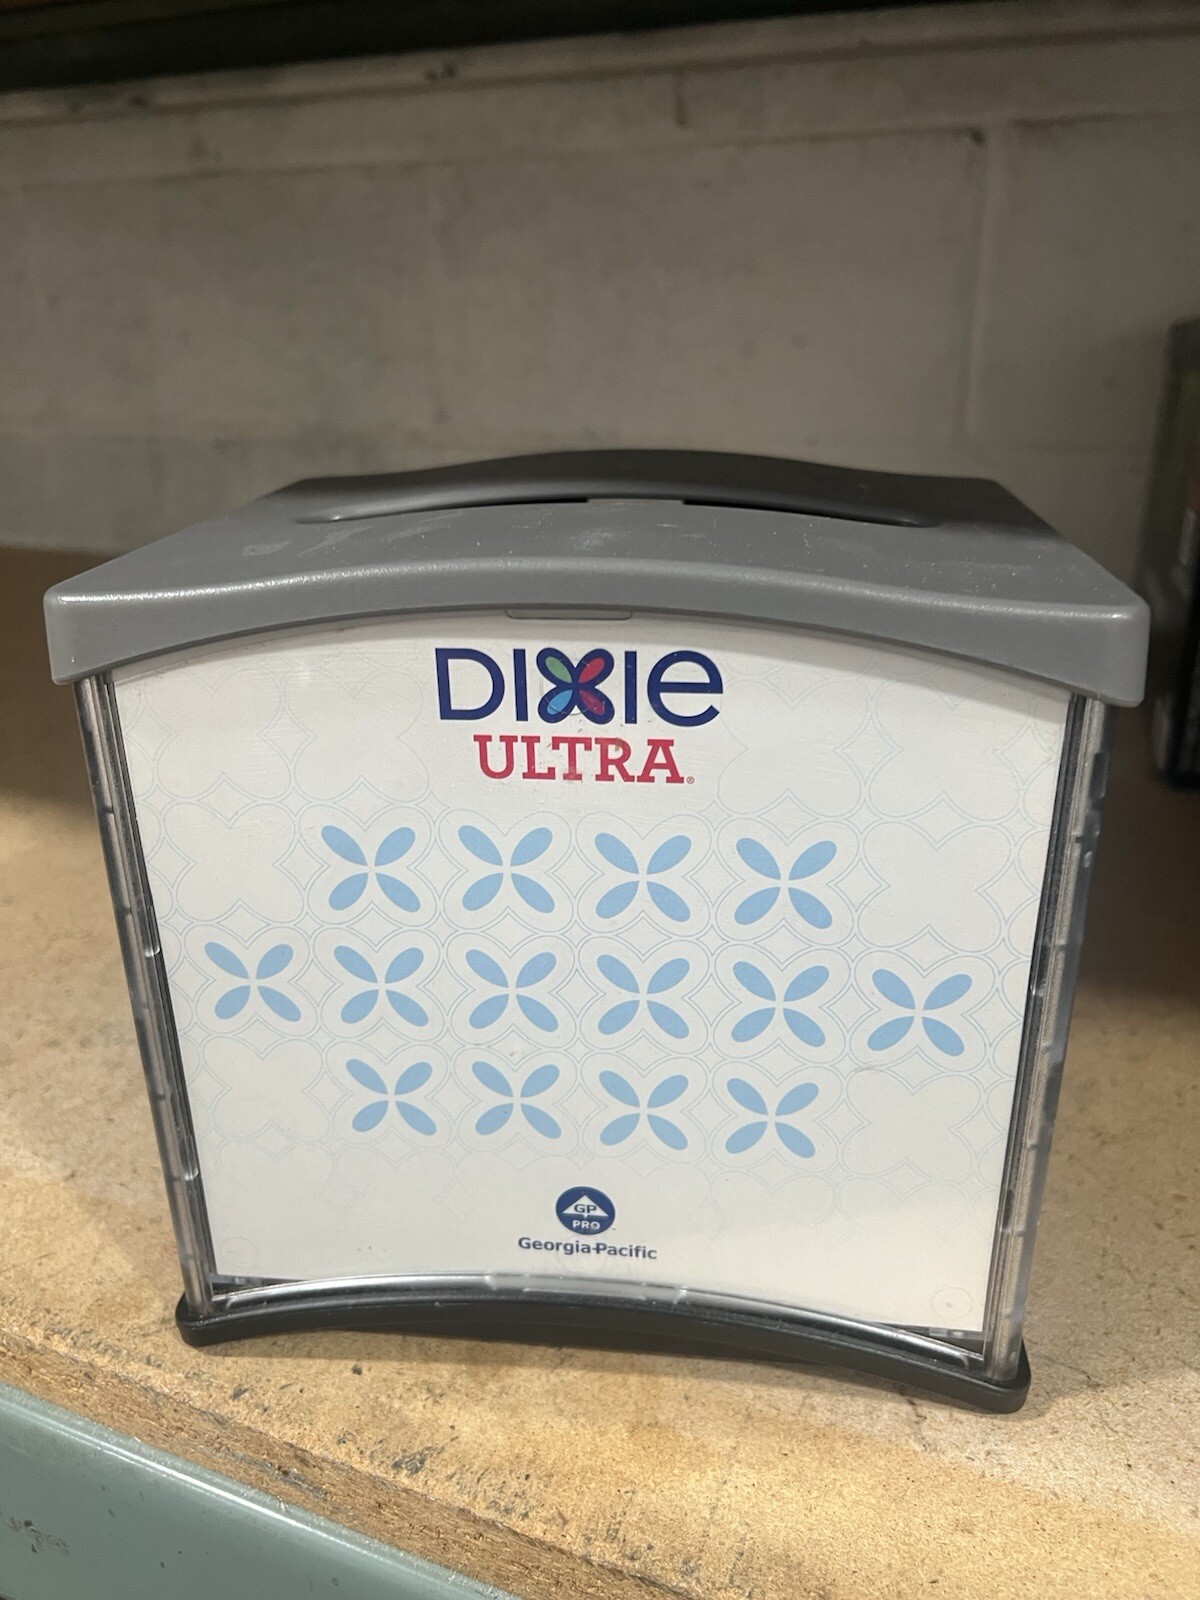 DIXIE
ULTRA®
GP
PRO
Georgia-Pacific